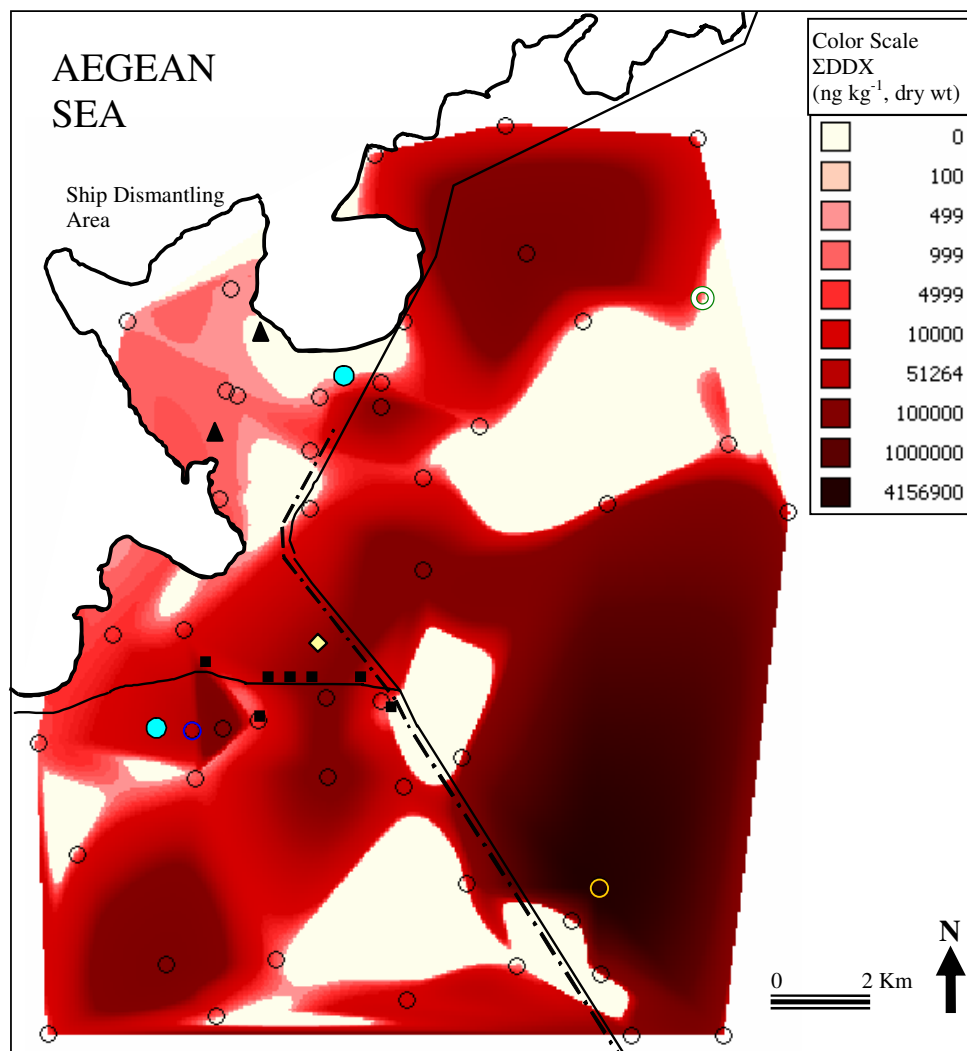 AEGEAN
SEA
Ship Dismantling
Area
Color Scale
ΣDDX
(ng kg⁻¹, dry wt)
0
100
499
999
4999
10000
51264
100000
1000000
4156900
N
0 2 Km